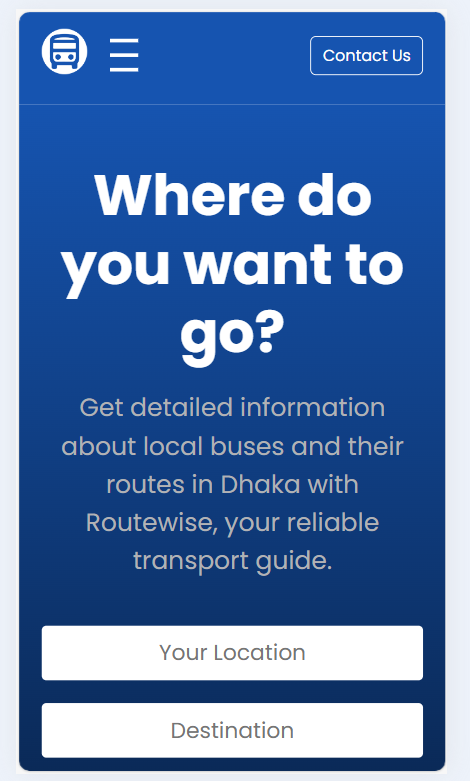 Contact Us
Where do
you want to
go?
Get detailed information
about local buses and their
routes in Dhaka with
Routewise, your reliable
transport guide.
Your Location
Destination